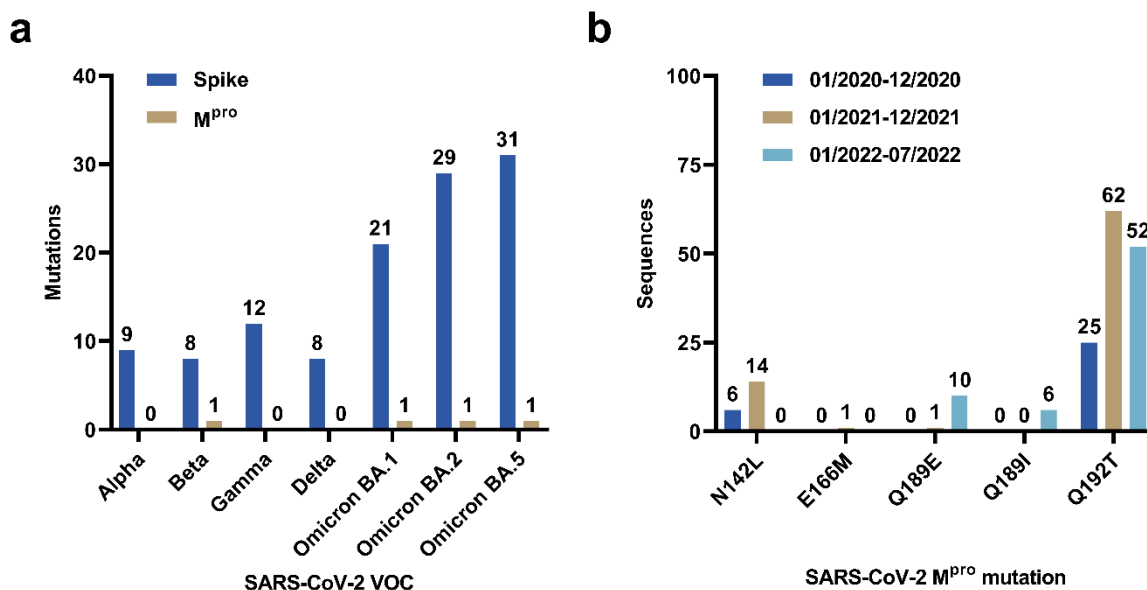 a
Spike
M^pro
Mutations
40
30
20
10
0
9
0
8
1
12
0
8
0
21
1
29
1
31
1
Alpha
Beta
Gamma
Delta
Omicron BA.1
Omicron BA.2
Omicron BA.5
SARS-CoV-2 VOC
b
01/2020-12/2020
01/2021-12/2021
01/2022-07/2022
Sequences
100
75
50
25
0
6
14
0
0
1
0
0
1
10
0
0
6
25
62
52
N142L
E166M
Q189E
Q189I
Q192T
SARS-CoV-2 M^pro mutation